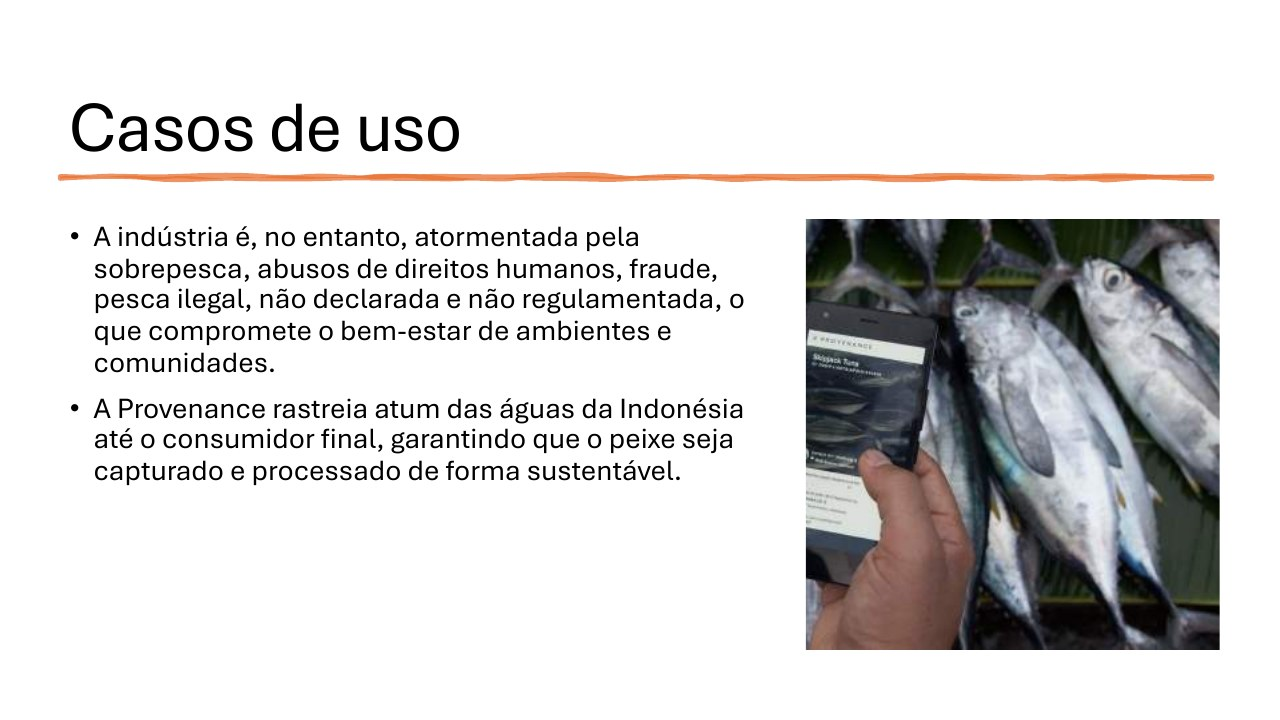 Casos de uso
• A indústria é, no entanto, atormentada pela
sobrepesca, abusos de direitos humanos, fraude,
pesca ilegal, não declarada e não regulamentada, o
que compromete o bem-estar de ambientes e
comunidades.
• A Provenance rastreia atum das águas da Indonésia
até o consumidor final, garantindo que o peixe seja
capturado e processado de forma sustentável.
PROVENANCE
Skipjack Tuna